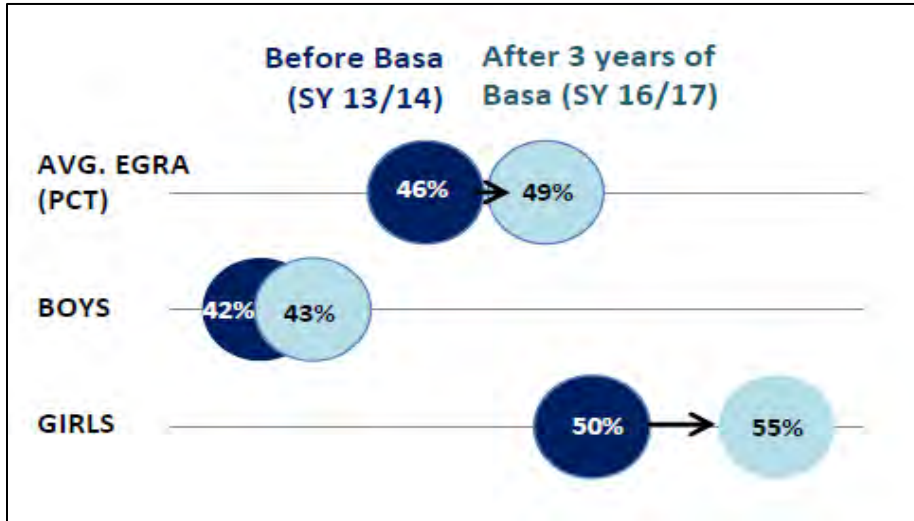 Before Basa
(SY 13/14)
After 3 years of
Basa (SY 16/17)
AVG. EGRA
(PCT)
46%
49%
BOYS
42%
43%
GIRLS
50%
55%